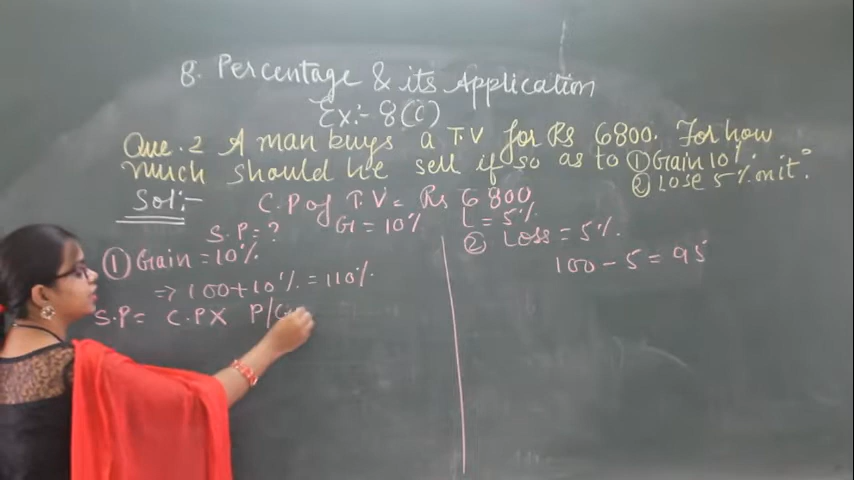 8. Percentage & its Application
Ex:- 8(C)
Que. 2 A man buys a T.V for Rs 6800. For how
much should he sell it so as to ① Gain 10%
② Lose 5% on it.
Sol:-
C.P of T.V = Rs 6800
S.P = ? G = 10% L = 5%
① Gain = 10%
⇒ 100 + 10% = 110%
S.P = C.P X P/G
② Loss = 5%.
100 - 5 = 95